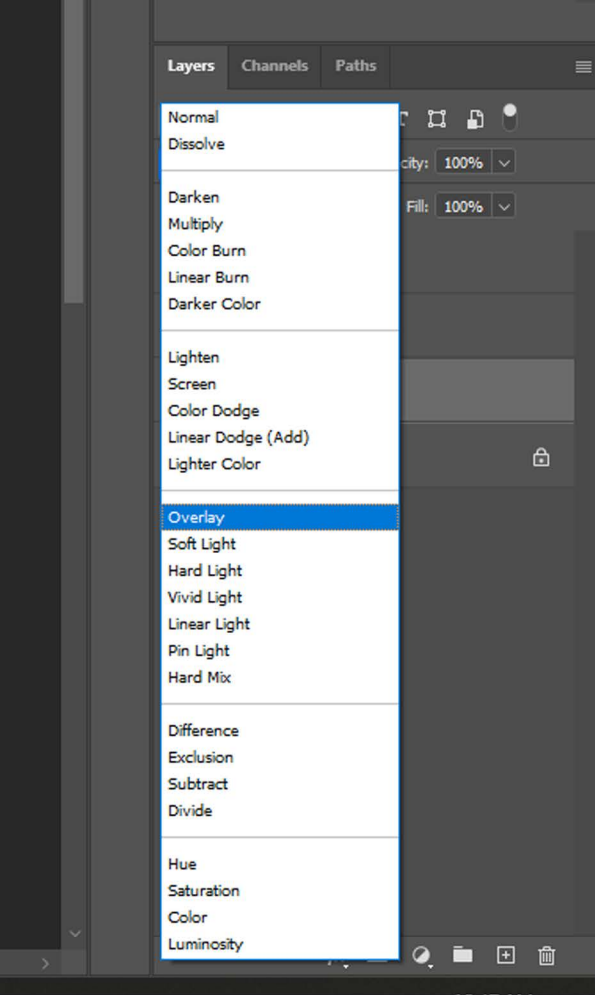 Layers Channels Paths
Normal
Dissolve
city: 100%
Darken
Fill: 100%
Multiply
Color Burn
Linear Burn
Darker Color
Lighten
Screen
Color Dodge
Linear Dodge (Add)
Lighter Color
Overlay
Soft Light
Hard Light
Vivid Light
Linear Light
Pin Light
Hard Mix
Difference
Exclusion
Subtract
Divide
Hue
Saturation
Color
Luminosity